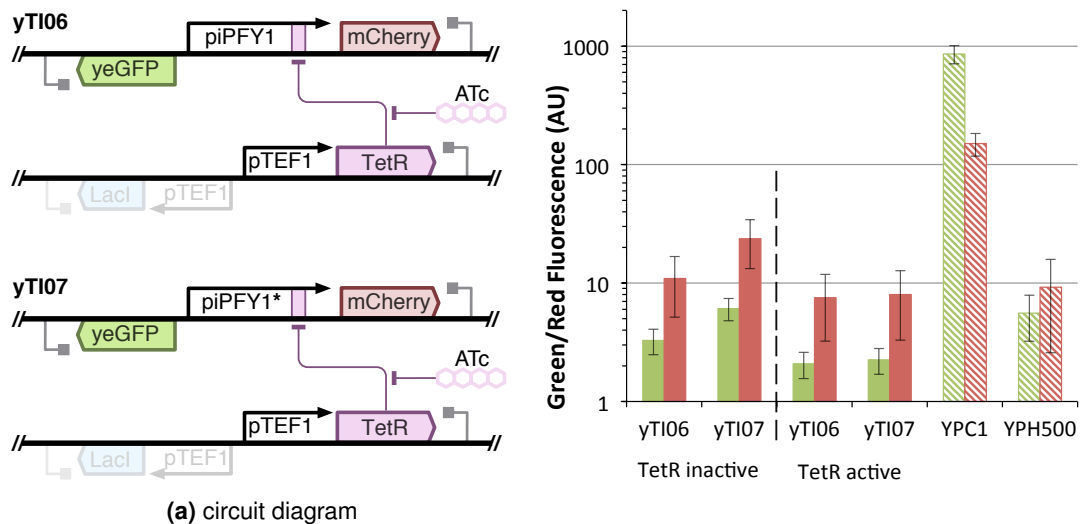 yTI06
piPFY1
mCherry
yeGFP
ATc
pTEF1
TetR
LacI
pTEF1
yTI07
piPFY1*
mCherry
yeGFP
ATc
pTEF1
TetR
LacI
pTEF1
(a) circuit diagram
Green/Red Fluorescence (AU)
1000
100
10
1
yTI06 yTI07 yTI06 yTI07 YPC1 YPH500
TetR inactive TetR active